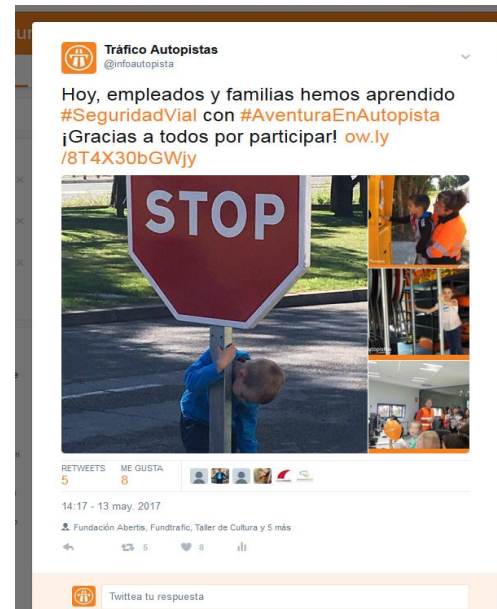 Tráfico Autopistas
@infoautopista
Hoy, empleados y familias hemos aprendido
#SeguridadVial con #AventuraEnAutopista
¡Gracias a todos por participar! ow.ly
/8T4X30bGWjy
STOP
RETWEETS
5
ME GUSTA
8
14:17 - 13 may. 2017
Fundación Abertis, Fundtrafic, Taller de Cultura y 5 más
5
8
Twittea tu respuesta